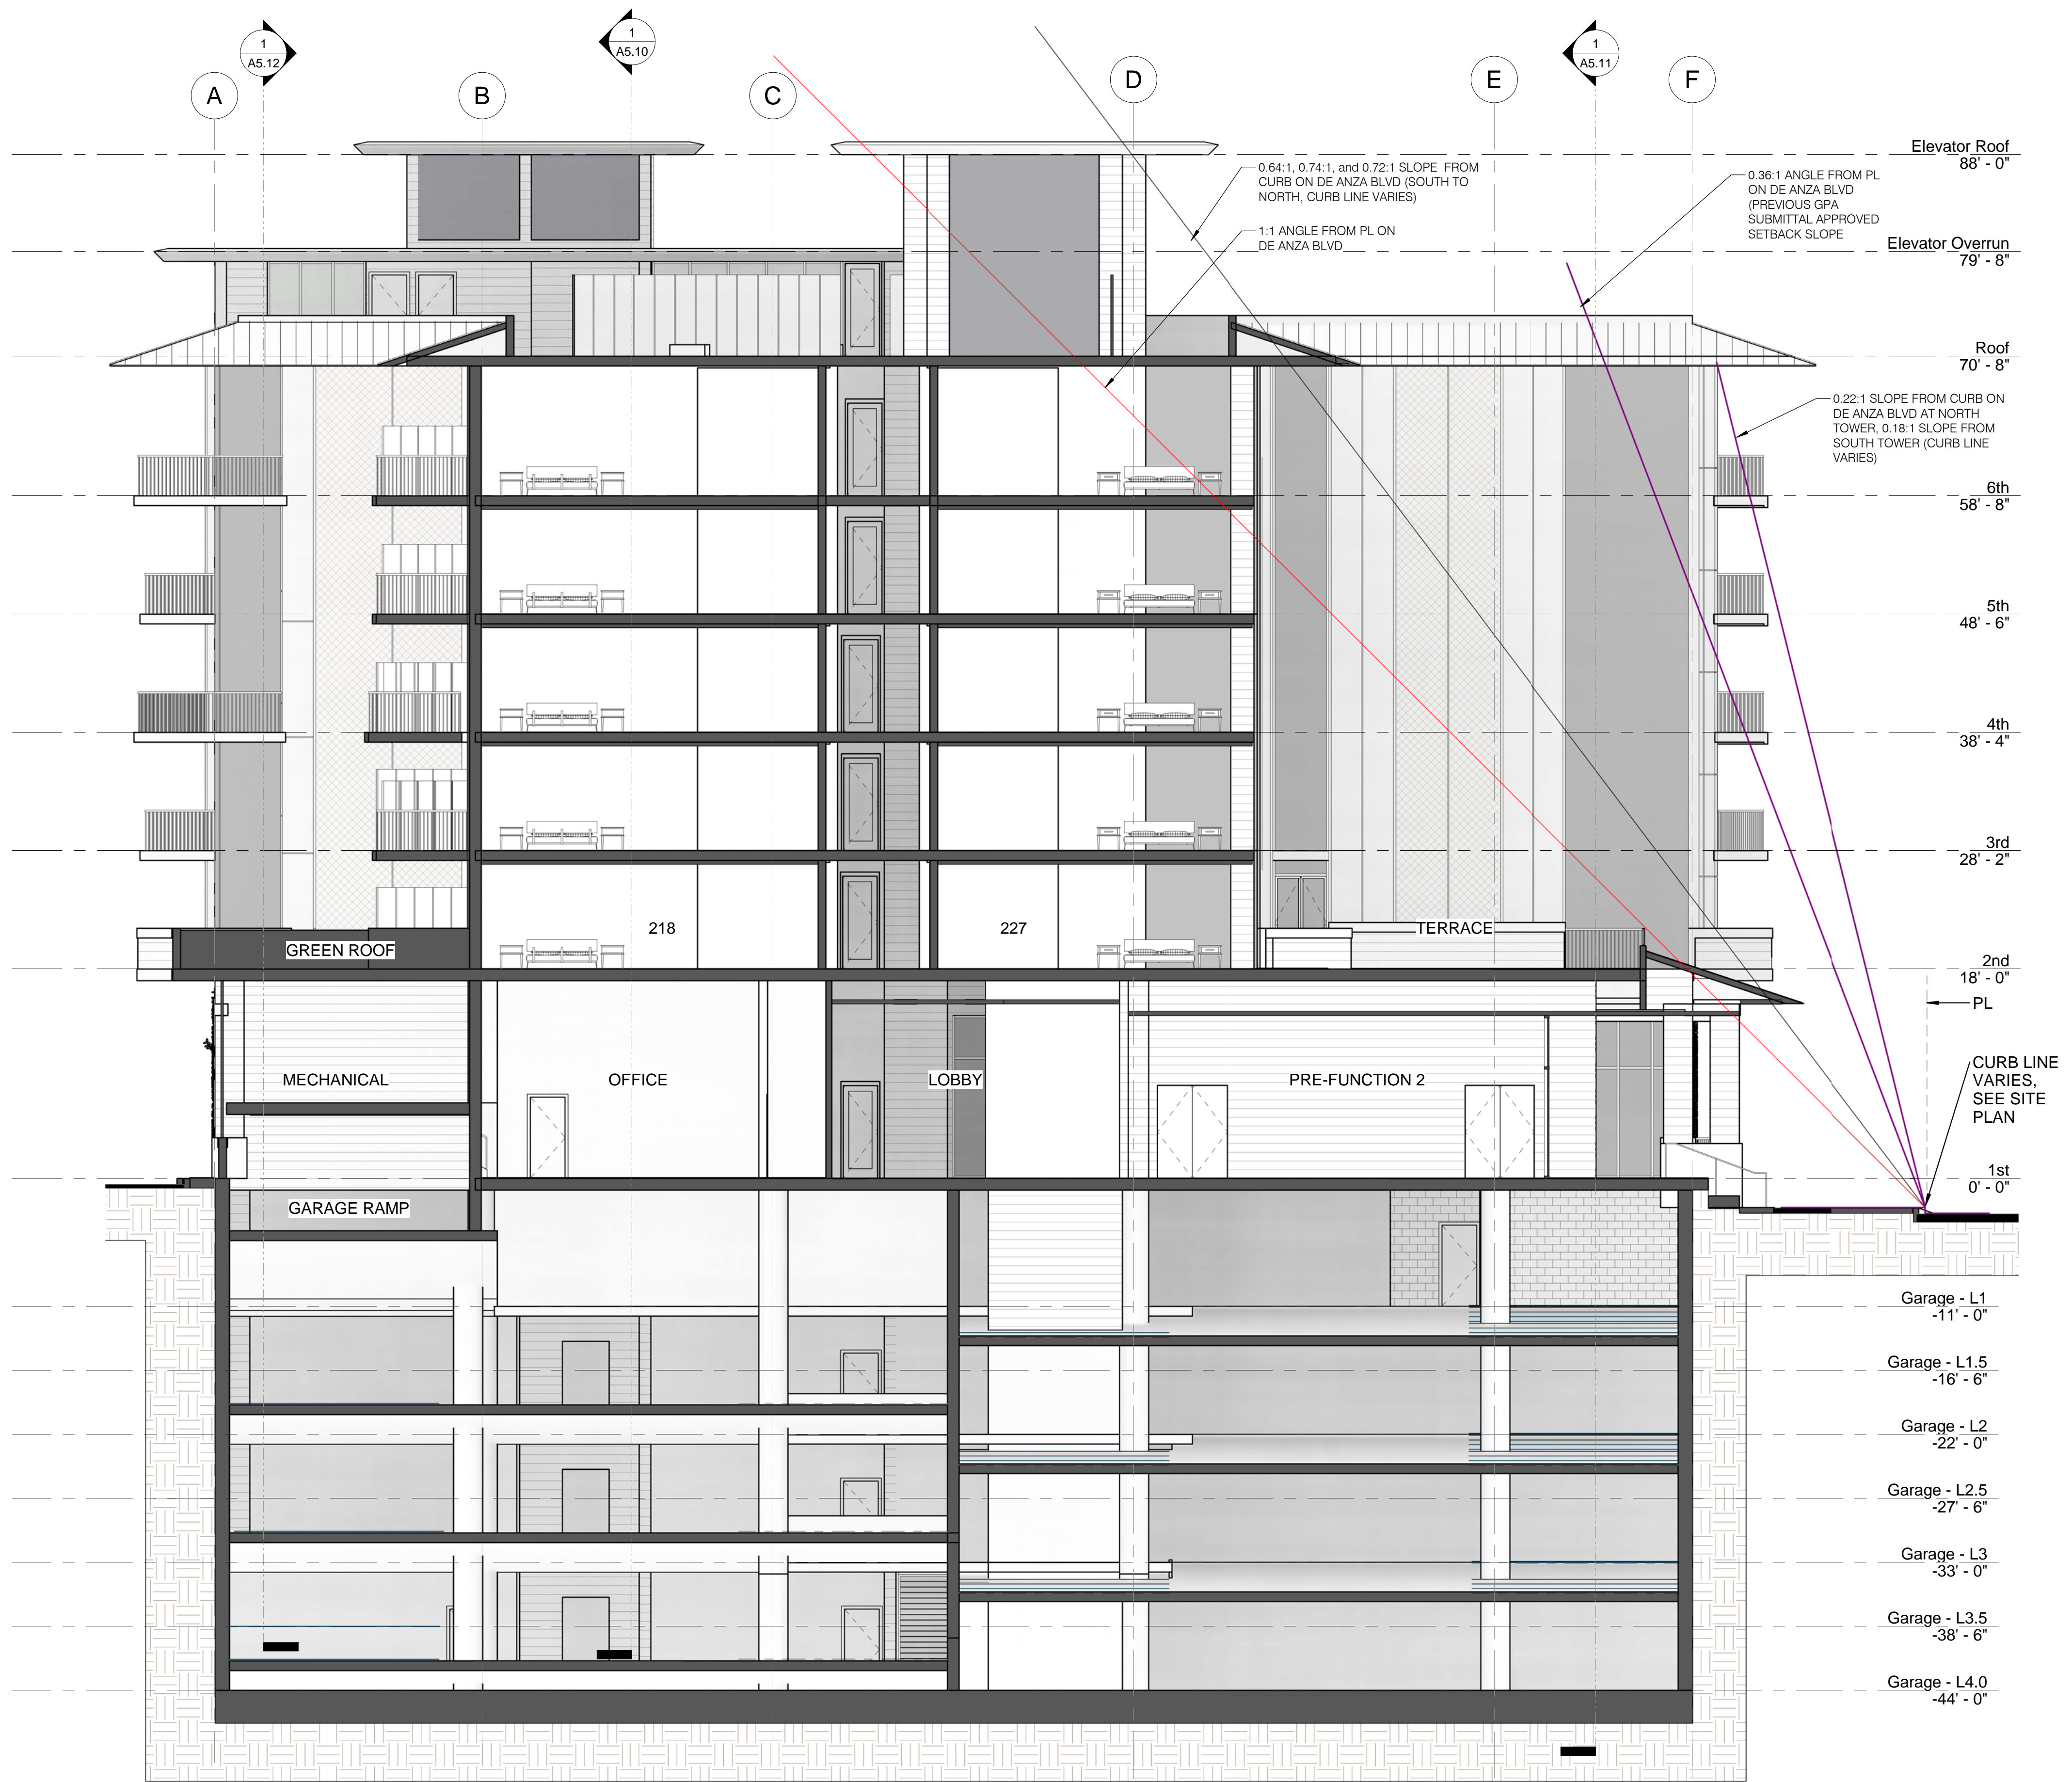 1
A5.12
1
A5.10
1
A5.11
A
B
C
D
E
F
Elevator Roof
88' - 0"
0.64:1, 0.74:1, and 0.72:1 SLOPE FROM
CURB ON DE ANZA BLVD (SOUTH TO
NORTH, CURB LINE VARIES)
0.36:1 ANGLE FROM PL
ON DE ANZA BLVD
(PREVIOUS GPA
SUBMITTAL APPROVED
SETBACK SLOPE
1:1 ANGLE FROM PL ON
DE ANZA BLVD
Elevator Overrun
79' - 8"
Roof
70' - 8"
0.22:1 SLOPE FROM CURB ON
DE ANZA BLVD AT NORTH
TOWER, 0.18:1 SLOPE FROM
SOUTH TOWER (CURB LINE
VARIES)
6th
58' - 8"
5th
48' - 6"
4th
38' - 4"
3rd
28' - 2"
218
227
TERRACE
GREEN ROOF
2nd
18' - 0"
PL
CURB LINE
VARIES,
SEE SITE
PLAN
MECHANICAL
OFFICE
LOBBY
PRE-FUNCTION 2
1st
0' - 0"
GARAGE RAMP
Garage - L1
-11' - 0"
Garage - L1.5
-16' - 6"
Garage - L2
-22' - 0"
Garage - L2.5
-27' - 6"
Garage - L3
-33' - 0"
Garage - L3.5
-38' - 6"
Garage - L4.0
-44' - 0"